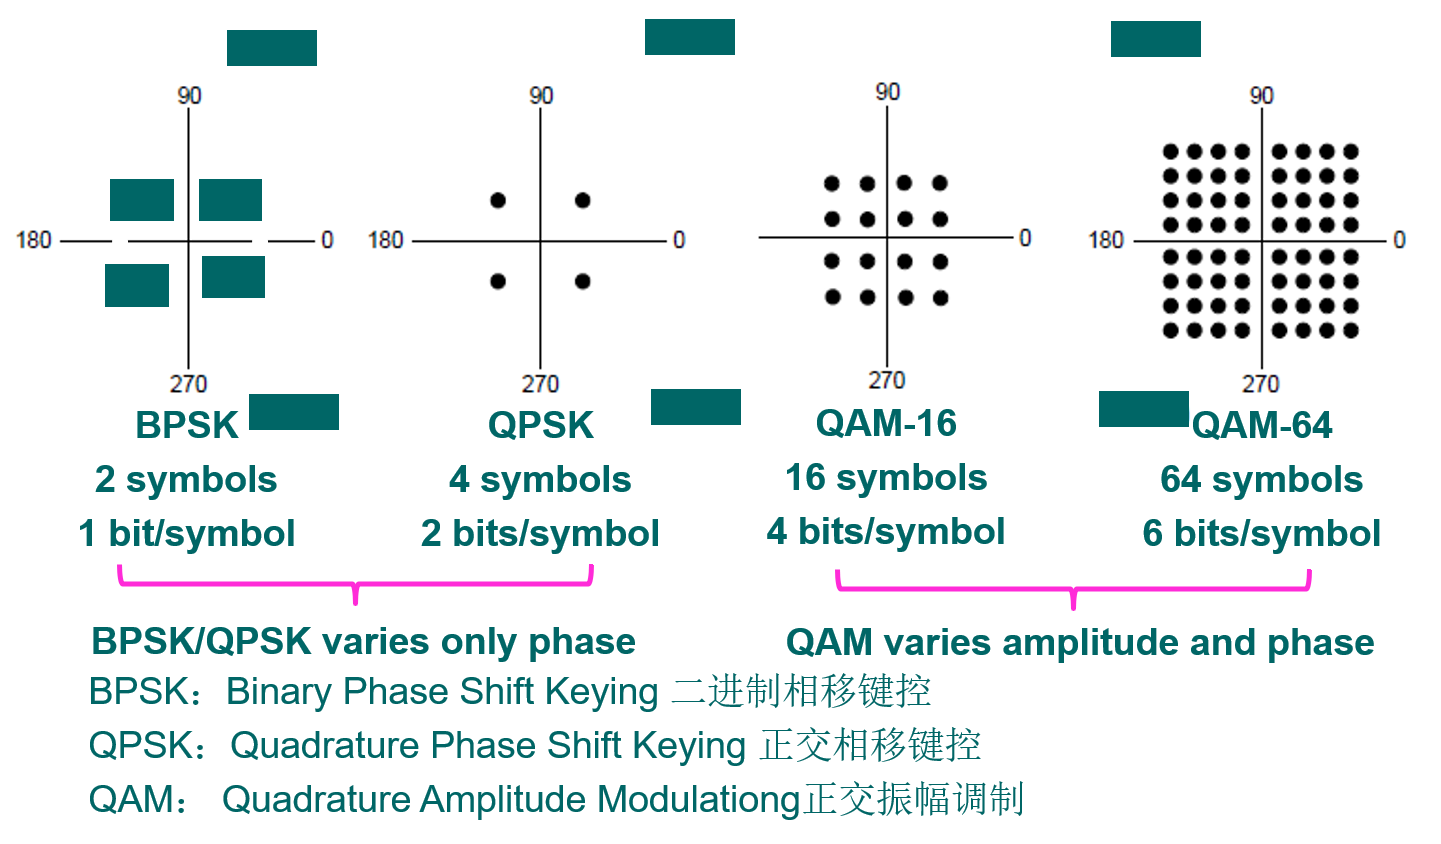 90
90
90
90
180
0
180
0
0
180
0
270
270
270
270
BPSK
QPSK
QAM-16
QAM-64
2 symbols
4 symbols
16 symbols
64 symbols
1 bit/symbol
2 bits/symbol
4 bits/symbol
6 bits/symbol
BPSK/QPSK varies only phase
QAM varies amplitude and phase
BPSK：Binary Phase Shift Keying 二进制相移键控
QPSK：Quadrature Phase Shift Keying 正交相移键控
QAM： Quadrature Amplitude Modulationg正交振幅调制